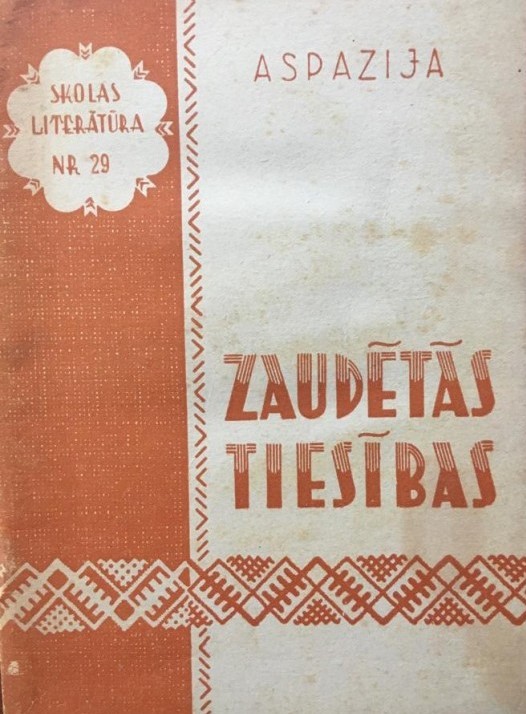 SKOLAS
LITERĀTŪRA
NR 29
ASPAZIJA
ZAUDĒTĀS
TIESĪBAS